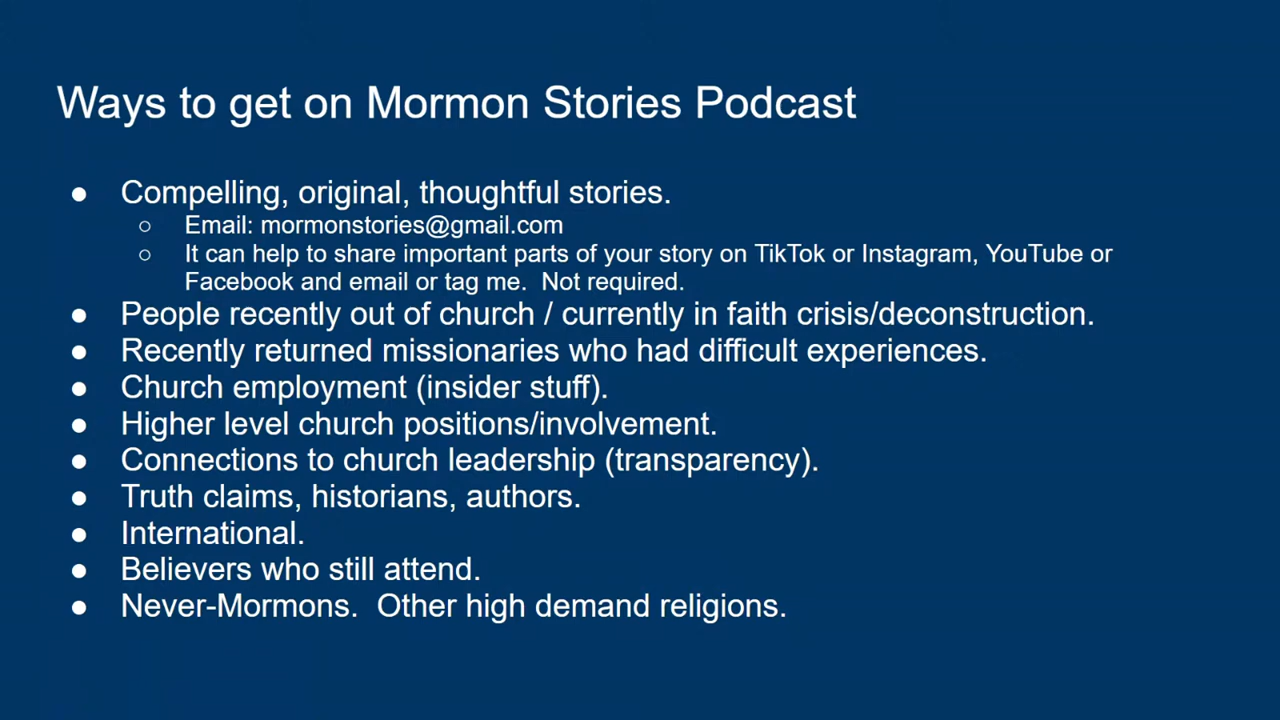 Ways to get on Mormon Stories Podcast
● Compelling, original, thoughtful stories.
○ Email: mormonstories@gmail.com
○ It can help to share important parts of your story on TikTok or Instagram, YouTube or
Facebook and email or tag me.  Not required.
● People recently out of church / currently in faith crisis/deconstruction.
● Recently returned missionaries who had difficult experiences.
● Church employment (insider stuff).
● Higher level church positions/involvement.
● Connections to church leadership (transparency).
● Truth claims, historians, authors.
● International.
● Believers who still attend.
● Never-Mormons.  Other high demand religions.